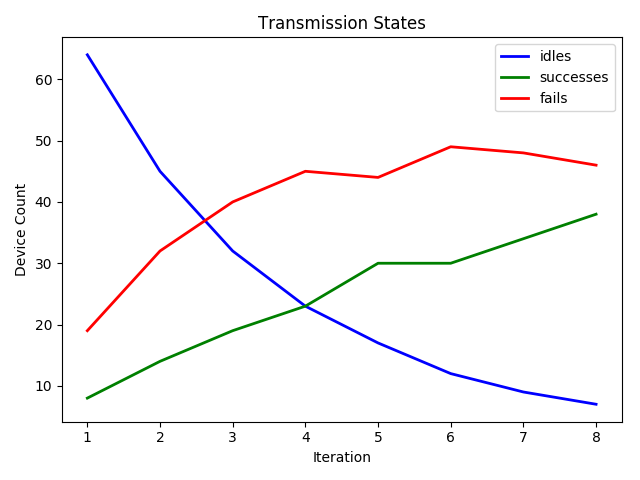 Transmission States
idles
successes
fails
60
50
40
30
20
10
Device Count
1 2 3 4 5 6 7 8
Iteration